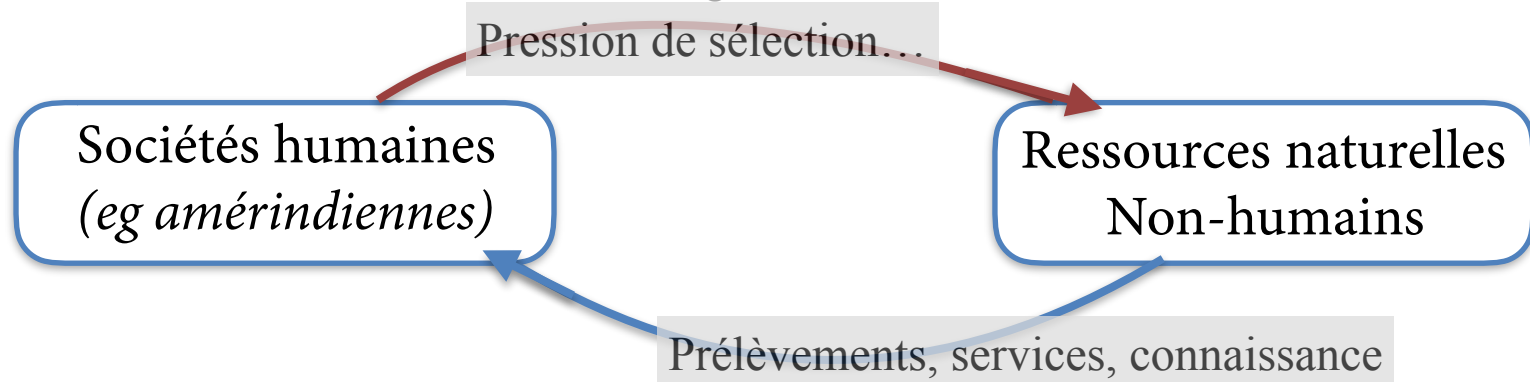 Pression de sélection…
Sociétés humaines
(eg amérindiennes)
Ressources naturelles
Non-humains
Prélèvements, services, connaissance